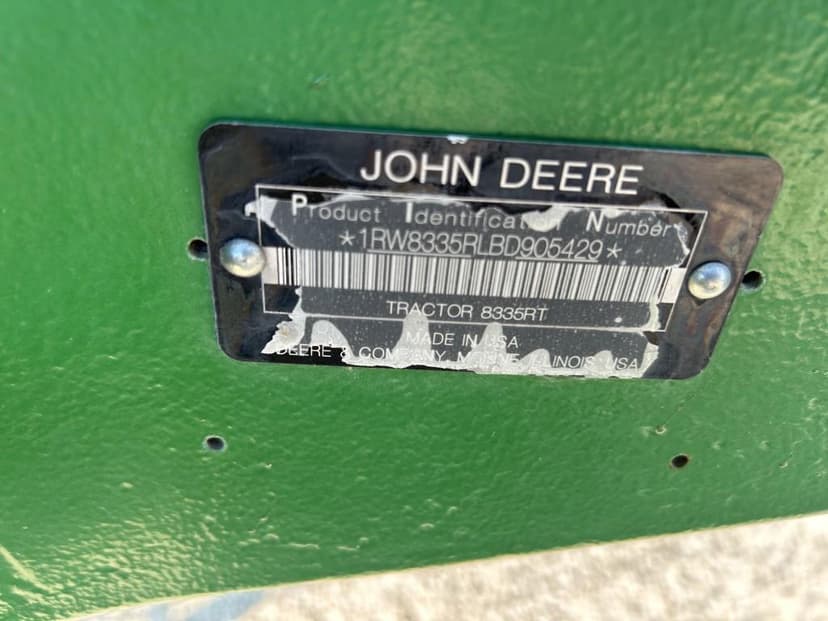 JOHN DEERE
Product Identification Number
*1RW8335RLBD905429*
TRACTOR 8335RT
MADE IN USA
DEERE & COMPANY, MOLINE, ILLINOIS, USA